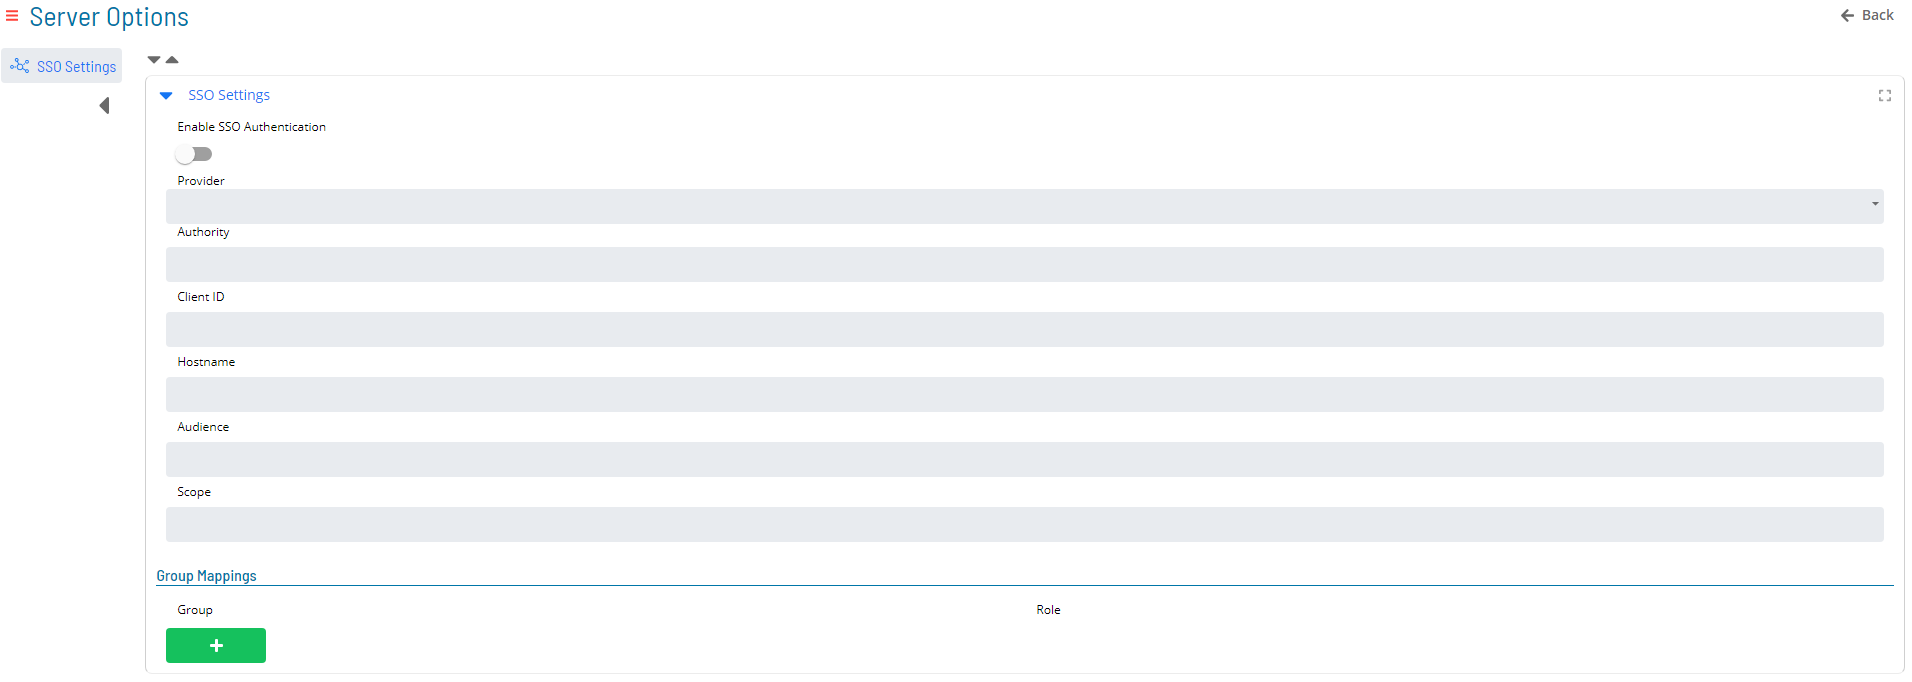 Server Options
Back
SSO Settings
SSO Settings
Enable SSO Authentication
Provider
Authority
Client ID
Hostname
Audience
Scope
Group Mappings
Group Role
+